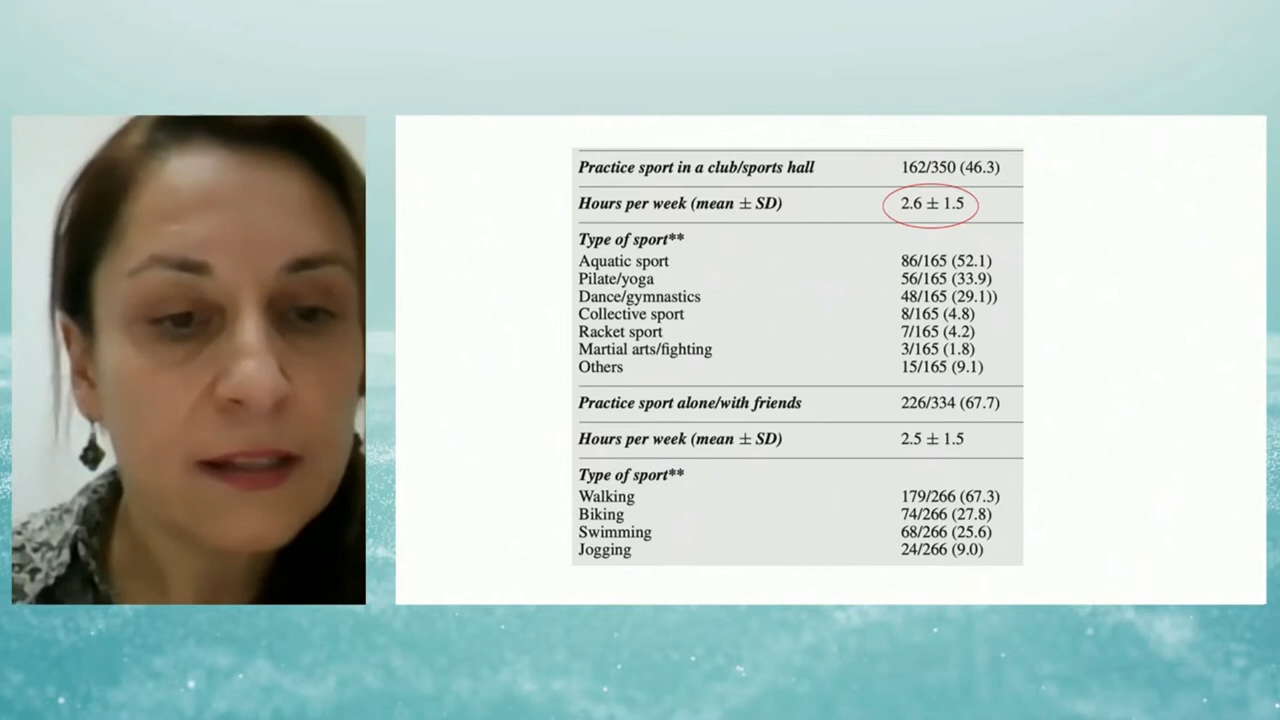 Practice sport in a club/sports hall 162/350 (46.3)
Hours per week (mean ± SD) 2.6 ± 1.5
Type of sport**
Aquatic sport 86/165 (52.1)
Pilate/yoga 56/165 (33.9)
Dance/gymnastics 48/165 (29.1))
Collective sport 8/165 (4.8)
Racket sport 7/165 (4.2)
Martial arts/fighting 3/165 (1.8)
Others 15/165 (9.1)
Practice sport alone/with friends 226/334 (67.7)
Hours per week (mean ± SD) 2.5 ± 1.5
Type of sport**
Walking 179/266 (67.3)
Biking 74/266 (27.8)
Swimming 68/266 (25.6)
Jogging 24/266 (9.0)